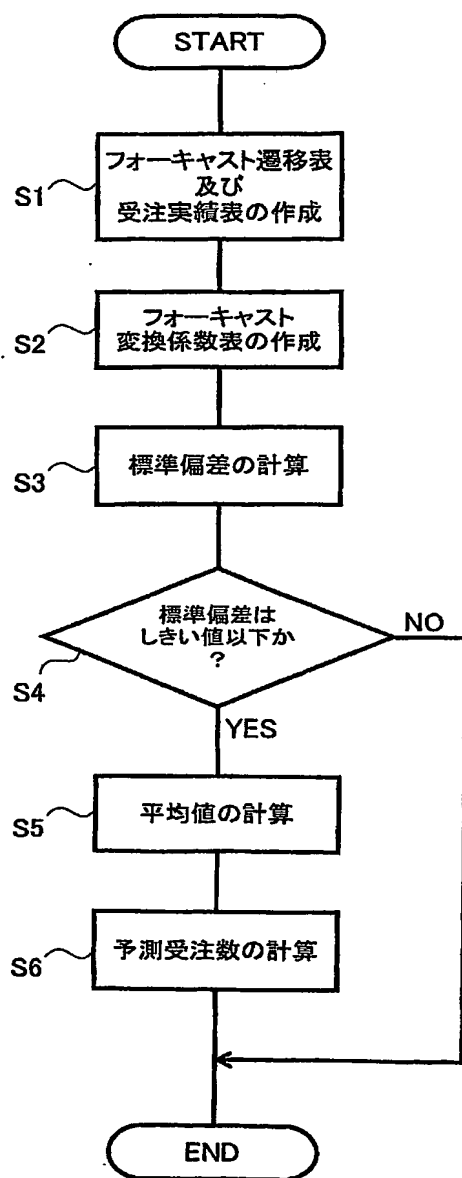 START
S1
フォーキャスト遷移表
及び
受注実績表の作成
S2
フォーキャスト
変換係数表の作成
S3
標準偏差の計算
S4
標準偏差は
しきい値以下か
?
NO
YES
S5
平均値の計算
S6
予測受注数の計算
END